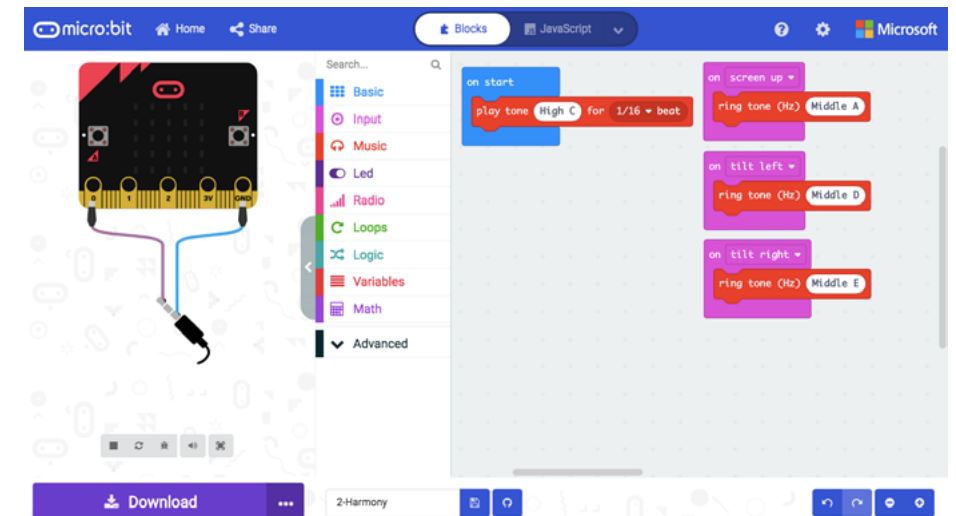 micro:bit Home Share Blocks JavaScript ? Microsoft
Search...
Basic
Input
Music
Led
Radio
Loops
Logic
Variables
Math
Advanced
0 1 2 3V GND
on start
play tone High C for 1/16 beat
on screen up
ring tone (Hz) Middle A
on tilt left
ring tone (Hz) Middle D
on tilt right
ring tone (Hz) Middle E
Download ... 2-Harmony